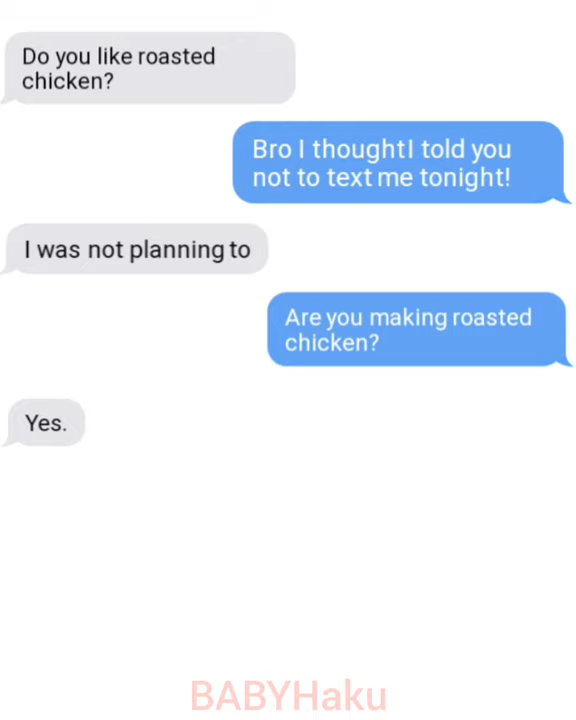 Do you like roasted
chicken?
Bro I thoughtI told you
not to text me tonight!
I was not planning to
Are you making roasted
chicken?
Yes.
BABYHaku